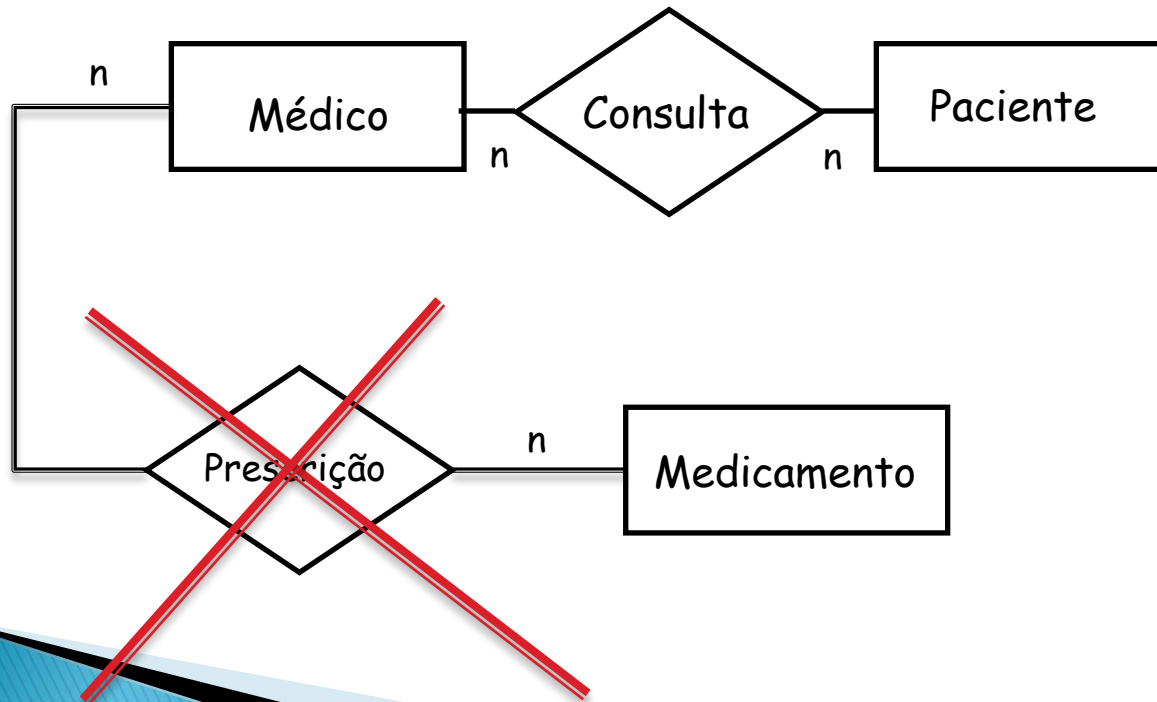 n
Médico
n
Consulta
n
Paciente
Prescrição
n
Medicamento